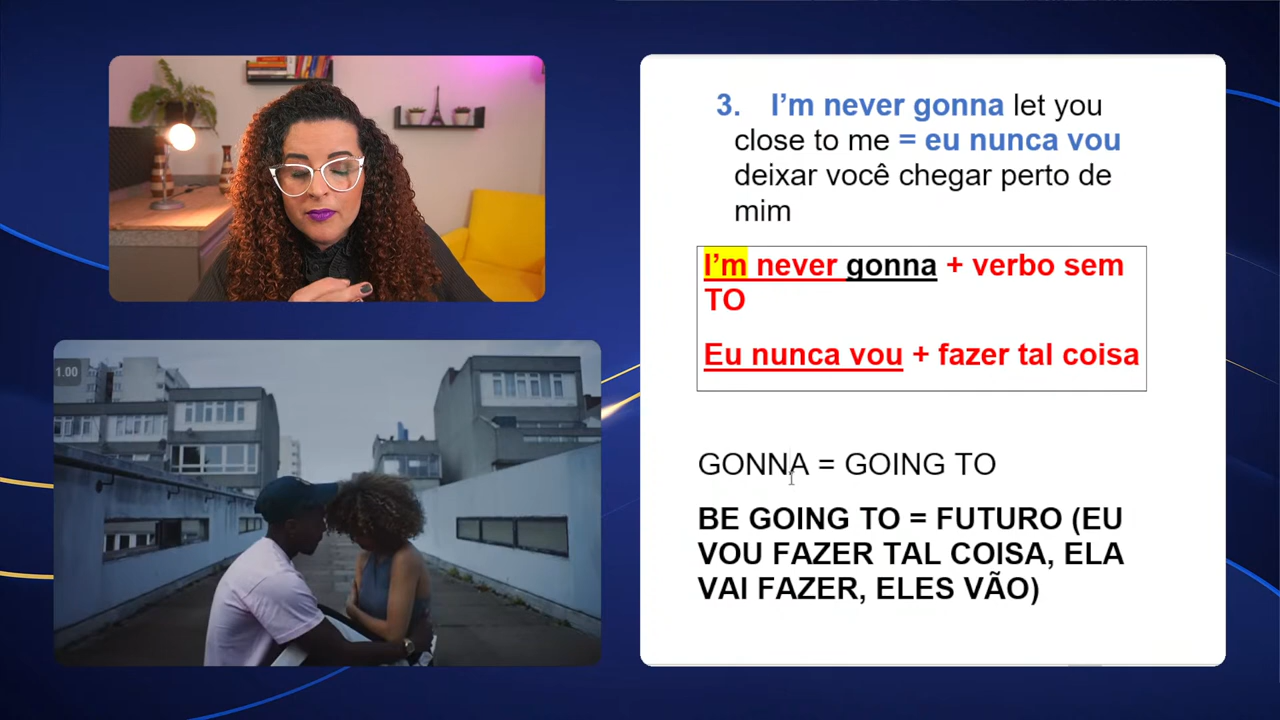 3. I'm never gonna let you
close to me = eu nunca vou
deixar você chegar perto de
mim
I'm never gonna + verbo sem
TO
Eu nunca vou + fazer tal coisa
GONNA = GOING TO
BE GOING TO = FUTURO (EU
VOU FAZER TAL COISA, ELA
VAI FAZER, ELES VÃO)
1.00